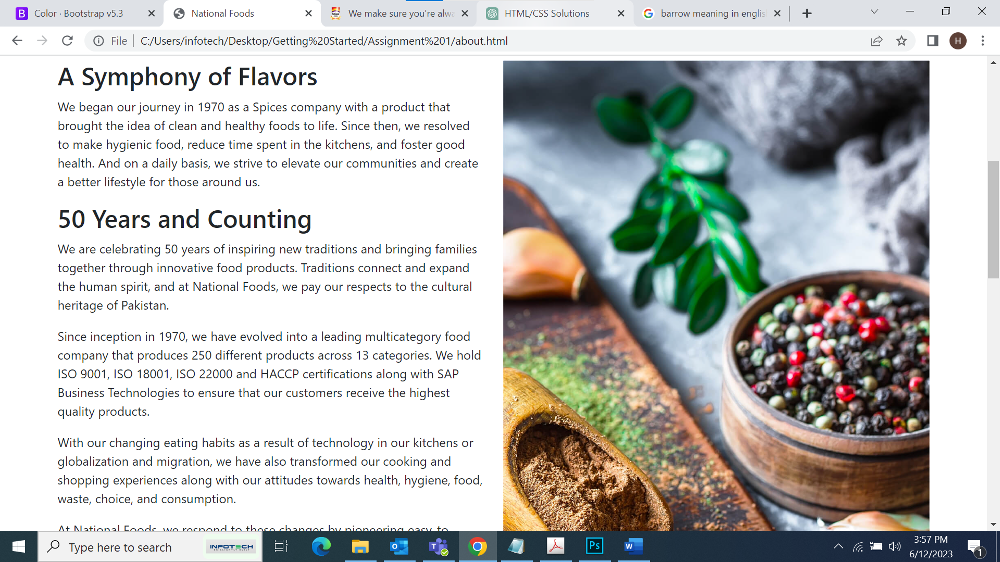 Color · Bootstrap v5.3
National Foods
We make sure you're alwa
HTML/CSS Solutions
barrow meaning in englis
File
C:/Users/infotech/Desktop/Getting%20Started/Assignment%201/about.html
H
A Symphony of Flavors
We began our journey in 1970 as a Spices company with a product that
brought the idea of clean and healthy foods to life. Since then, we resolved
to make hygienic food, reduce time spent in the kitchens, and foster good
health. And on a daily basis, we strive to elevate our communities and create
a better lifestyle for those around us.
50 Years and Counting
We are celebrating 50 years of inspiring new traditions and bringing families
together through innovative food products. Traditions connect and expand
the human spirit, and at National Foods, we pay our respects to the cultural
heritage of Pakistan.
Since inception in 1970, we have evolved into a leading multicategory food
company that produces 250 different products across 13 categories. We hold
ISO 9001, ISO 18001, ISO 22000 and HACCP certifications along with SAP
Business Technologies to ensure that our customers receive the highest
quality products.
With our changing eating habits as a result of technology in our kitchens or
globalization and migration, we have also transformed our cooking and
shopping experiences along with our attitudes towards health, hygiene, food,
waste, choice, and consumption.
At National Foods, we respond to these changes by pioneering easy-to-
Type here to search
INFOTECH
BRILLIANTLY BUILT
3:57 PM
6/12/2023
1